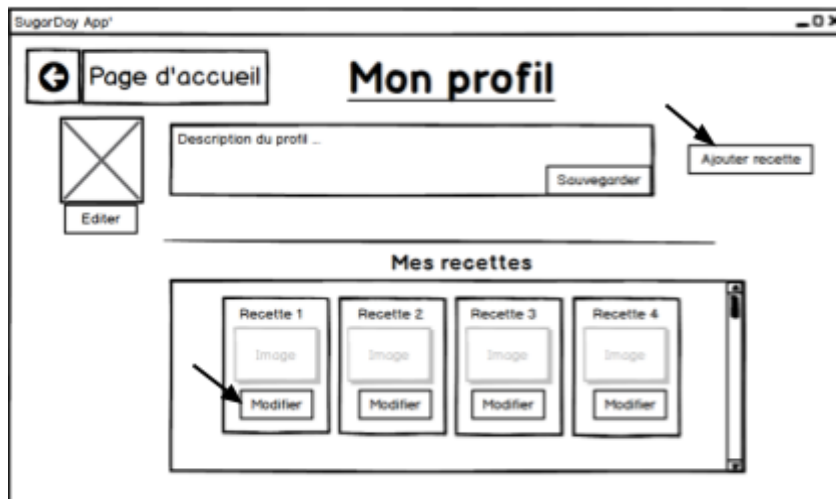 SugarDay App'
Page d'accueil
Mon profil
Description du profil ...
Sauvegarder
Ajouter recette
Editer
Mes recettes
Recette 1 Recette 2 Recette 3 Recette 4
Image Image Image Image
Modifier Modifier Modifier Modifier